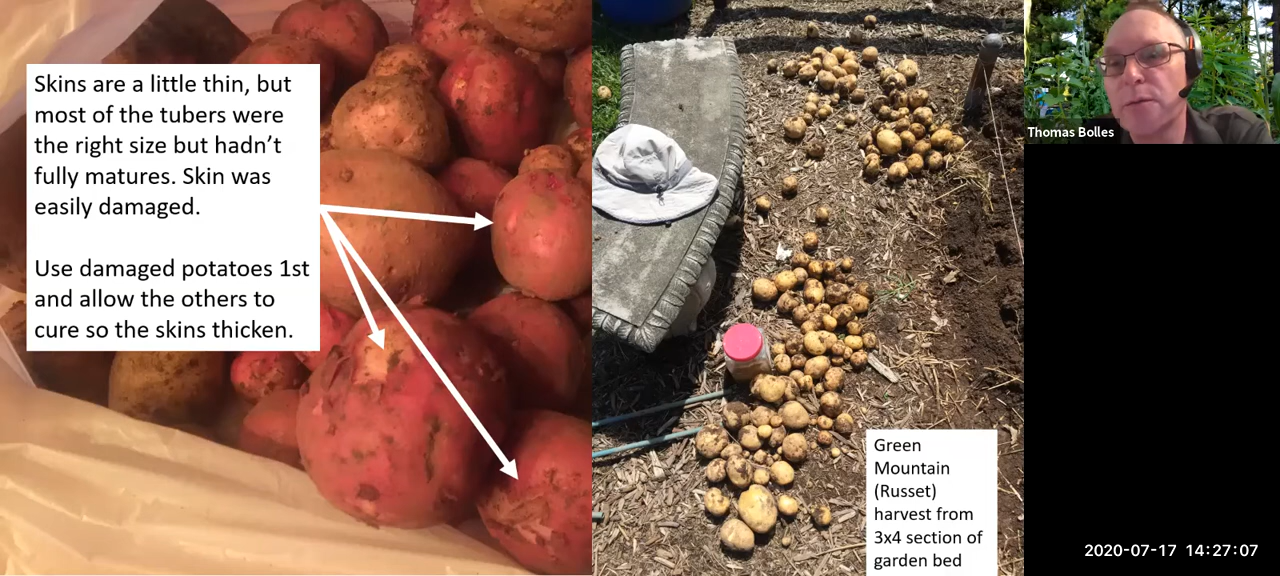 Skins are a little thin, but
most of the tubers were
the right size but hadn’t
fully matures. Skin was
easily damaged.
Use damaged potatoes 1st
and allow the others to
cure so the skins thicken.
Green
Mountain
(Russet)
harvest from
3x4 section of
garden bed
Thomas Bolles
2020-07-17 14:27:07